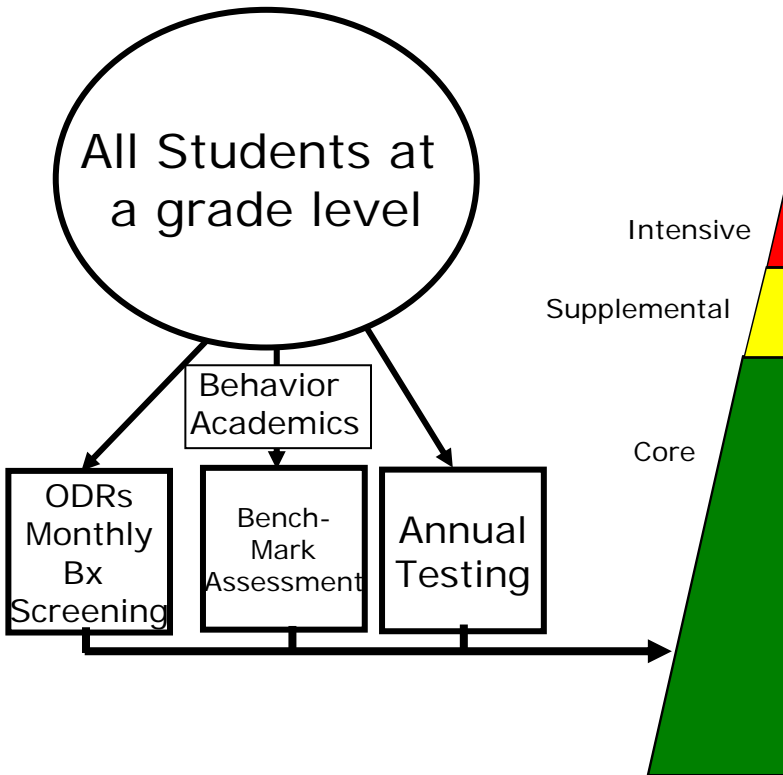 All Students at
a grade level
Intensive
Supplemental
Behavior
Academics
Core
ODRs
Monthly
Bx
Screening
Bench-
Mark
Assessment
Annual
Testing